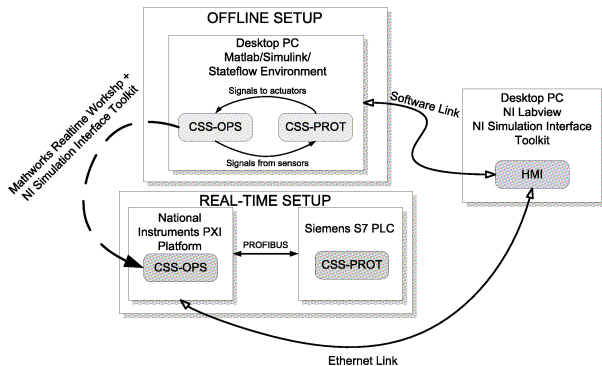 OFFLINE SETUP
Desktop PC
Matlab/Simulink/
Stateflow Environment
Signals to actuators
CSS-OPS
CSS-PROT
Signals from sensors
Mathworks Realtime Workshp +
NI Simulation Interface Toolkit
Software Link
Desktop PC
NI Labview
NI Simulation Interface
Toolkit
HMI
REAL-TIME SETUP
National
Instruments PXI
Platform
CSS-OPS
PROFIBUS
Siemens S7 PLC
CSS-PROT
Ethernet Link